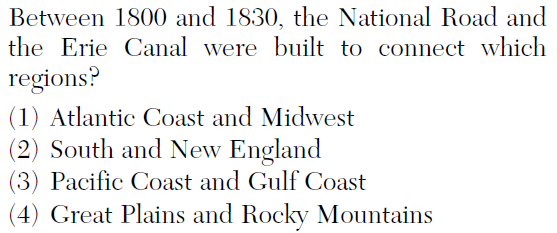 Between 1800 and 1830, the National Road and
the Erie Canal were built to connect which
regions?
(1) Atlantic Coast and Midwest
(2) South and New England
(3) Pacific Coast and Gulf Coast
(4) Great Plains and Rocky Mountains